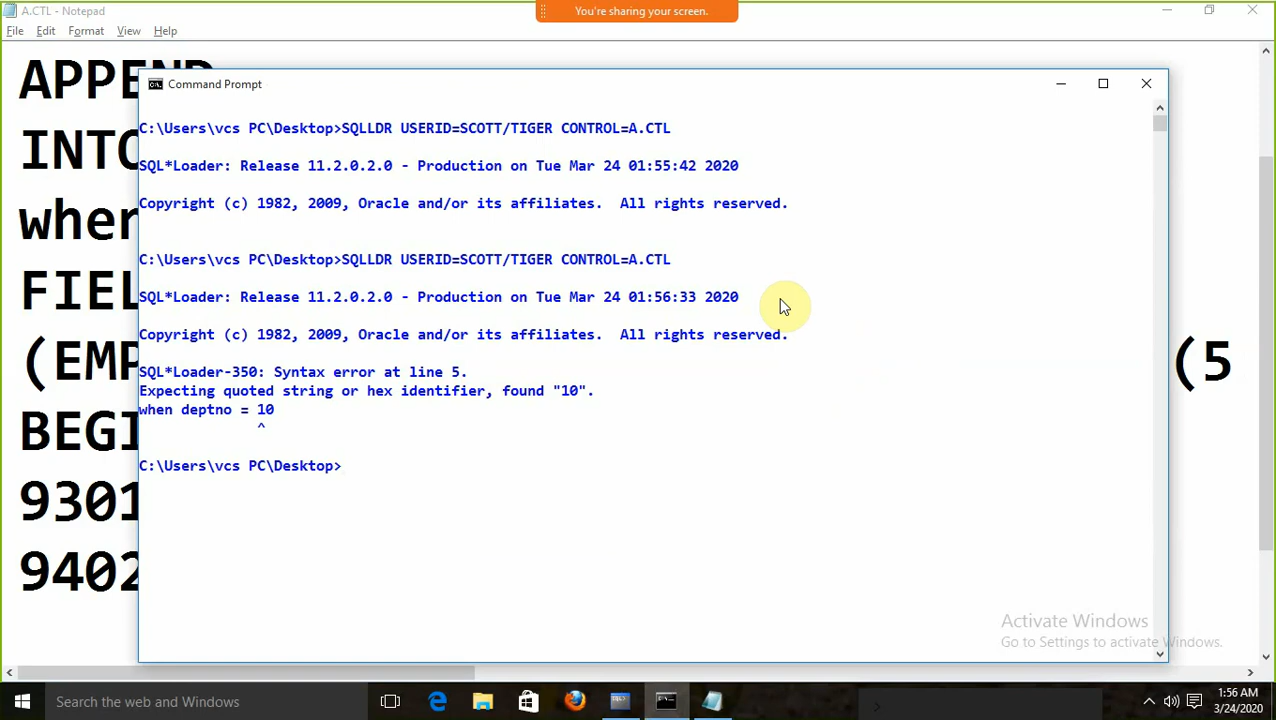 A.CTL - Notepad
You're sharing your screen.
File Edit Format View Help
APPEND
INTO
when
(EMP
(5
9301
9402
Command Prompt
C:\Users\vcs PC\Desktop>SQLLDR USERID=SCOTT/TIGER CONTROL=A.CTL
SQL*Loader: Release 11.2.0.2.0 - Production on Tue Mar 24 01:55:42 2020
Copyright (c) 1982, 2009, Oracle and/or its affiliates.  All rights reserved.
C:\Users\vcs PC\Desktop>SQLLDR USERID=SCOTT/TIGER CONTROL=A.CTL
SQL*Loader: Release 11.2.0.2.0 - Production on Tue Mar 24 01:56:33 2020
Copyright (c) 1982, 2009, Oracle and/or its affiliates.  All rights reserved.
SQL*Loader-350: Syntax error at line 5.
Expecting quoted string or hex identifier, found "10".
when deptno = 10
^
C:\Users\vcs PC\Desktop>
Activate Windows
Go to Settings to activate Windows.
Search the web and Windows
1:56 AM
3/24/2020